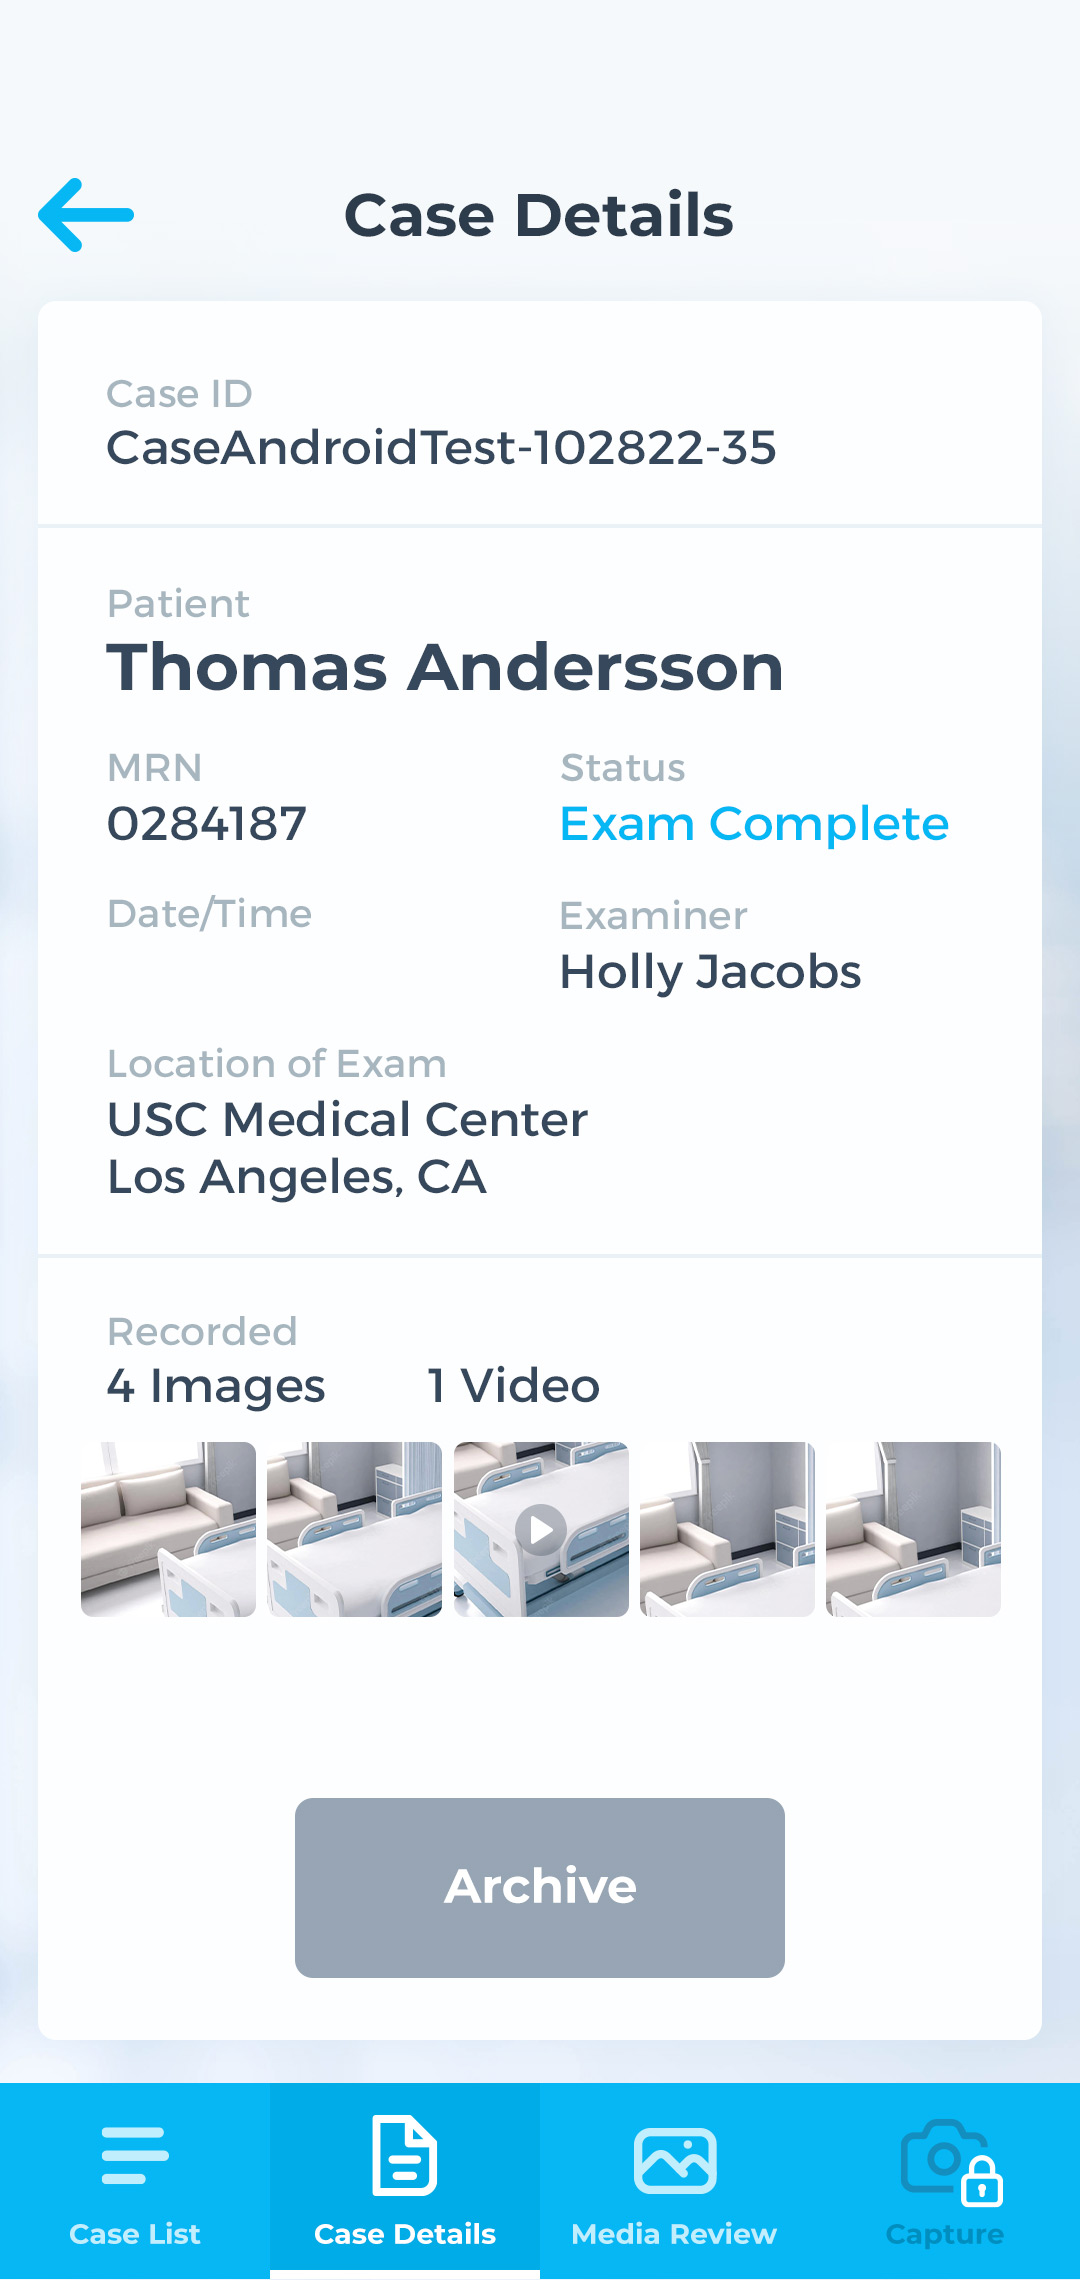 Case Details
Case ID
CaseAndroidTest-102822-35
Patient
Thomas Andersson
MRN
0284187
Status
Exam Complete
Date/Time
Examiner
Holly Jacobs
Location of Exam
USC Medical Center
Los Angeles, CA
Recorded
4 Images
1 Video
Archive
Case List
Case Details
Media Review
Capture